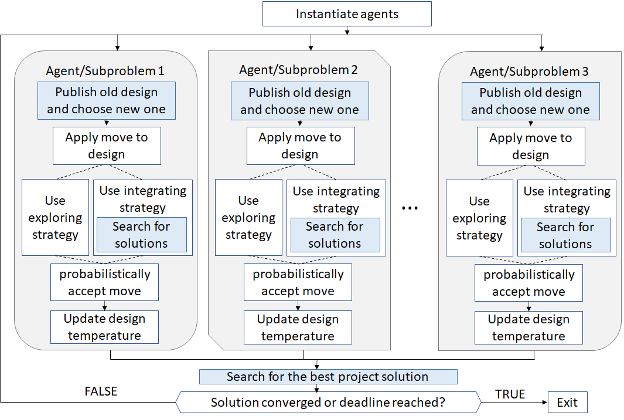 Instantiate agents
Agent/Subproblem 1
Publish old design
and choose new one
Apply move to
design
Use
exploring
strategy
Use integrating
strategy
Search for
solutions
probabilistically
accept move
Update design
temperature
Agent/Subproblem 2
Publish old design
and choose new one
Apply move to
design
Use
exploring
strategy
Use integrating
strategy
Search for
solutions
probabilistically
accept move
Update design
temperature
...
Agent/Subproblem 3
Publish old design
and choose new one
Apply move to
design
Use
exploring
strategy
Use integrating
strategy
Search for
solutions
probabilistically
accept move
Update design
temperature
Search for the best project solution
FALSE
Solution converged or deadline reached?
TRUE
Exit